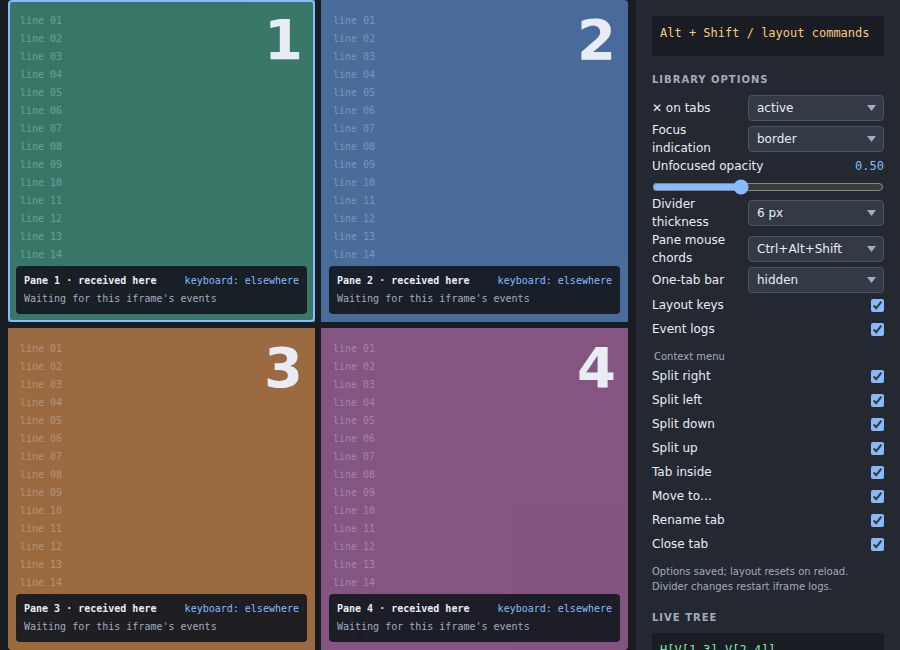 line 01
line 02
line 03
line 04
line 05
line 06
line 07
line 08
line 09
line 10
line 11
line 12
line 13
line 14
1
Pane 1 · received here keyboard: elsewhere
Waiting for this iframe's events
line 01
line 02
line 03
line 04
line 05
line 06
line 07
line 08
line 09
line 10
line 11
line 12
line 13
line 14
2
Pane 2 · received here keyboard: elsewhere
Waiting for this iframe's events
line 01
line 02
line 03
line 04
line 05
line 06
line 07
line 08
line 09
line 10
line 11
line 12
line 13
line 14
3
Pane 3 · received here keyboard: elsewhere
Waiting for this iframe's events
line 01
line 02
line 03
line 04
line 05
line 06
line 07
line 08
line 09
line 10
line 11
line 12
line 13
line 14
4
Pane 4 · received here keyboard: elsewhere
Waiting for this iframe's events
Alt + Shift / layout commands
LIBRARY OPTIONS
✕ on tabs active
Focus
indication border
Unfocused opacity 0.50
Divider
thickness 6 px
Pane mouse
chords Ctrl+Alt+Shift
One-tab bar hidden
Layout keys
Event logs
Context menu
Split right
Split left
Split down
Split up
Tab inside
Move to…
Rename tab
Close tab
Options saved; layout resets on reload.
Divider changes restart iframe logs.
LIVE TREE
H[V[1,3],V[2,4]]